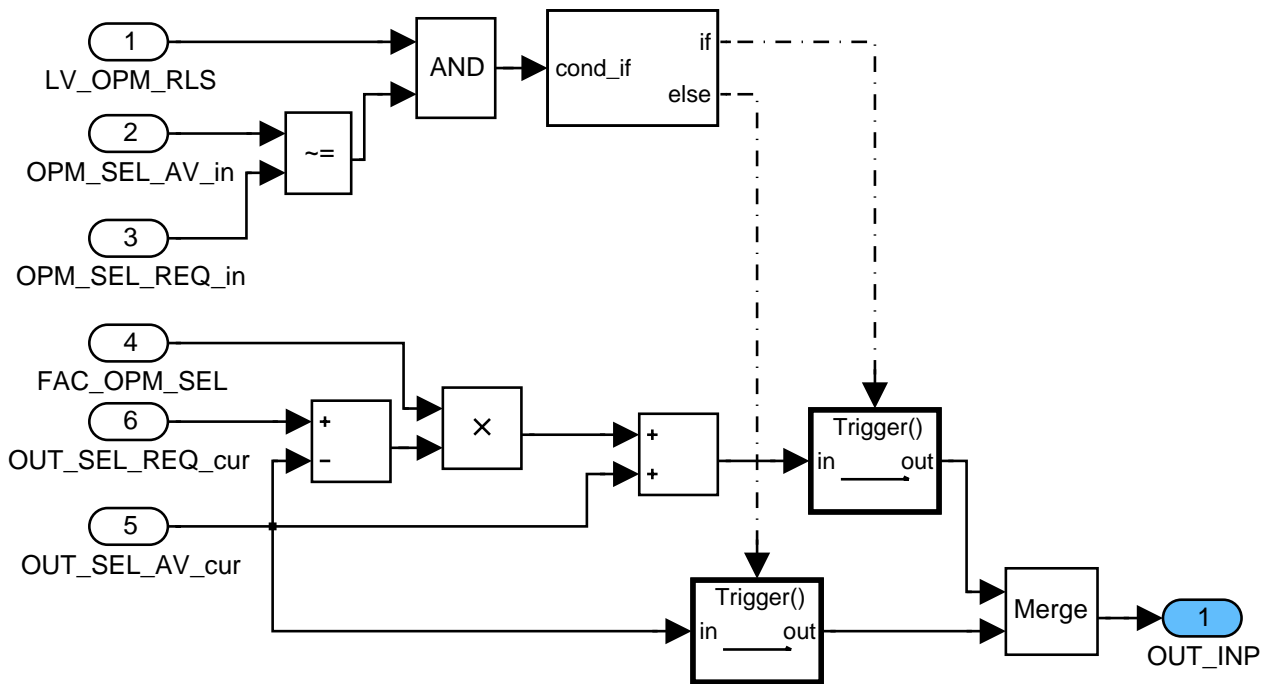 1
LV_OPM_RLS
2
OPM_SEL_AV_in
3
OPM_SEL_REQ_in
~=
AND
cond_if
if
else
4
FAC_OPM_SEL
6
OUT_SEL_REQ_cur
5
OUT_SEL_AV_cur
+
−
×
+
+
Trigger()
in
out
Trigger()
in
out
Merge
1
OUT_INP